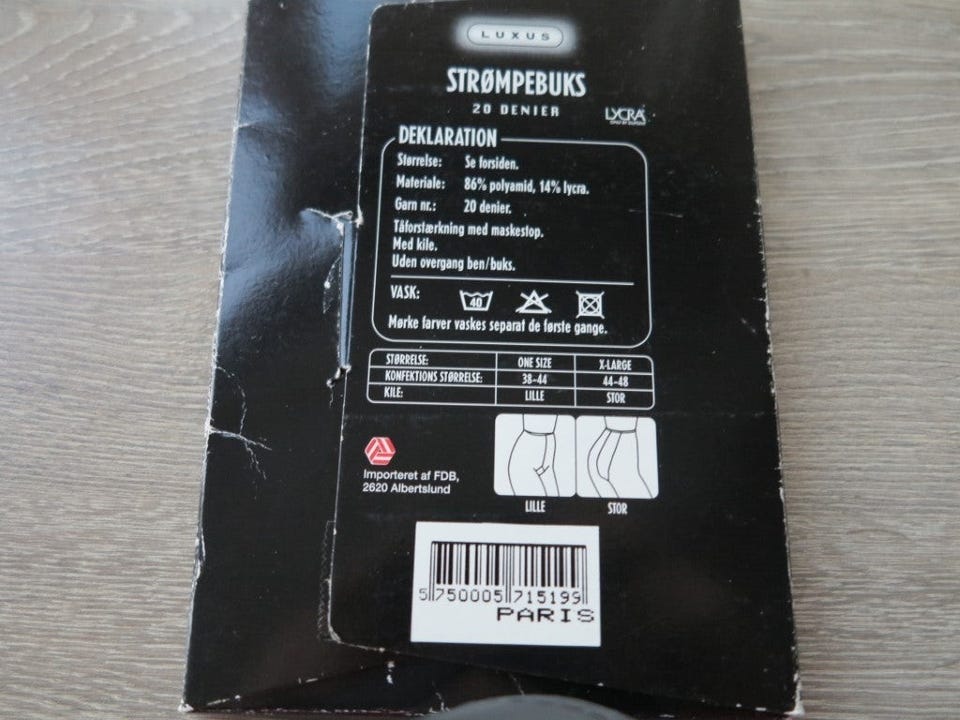 LUXUS
STRØMPEBUKS
20 DENIER
LYCRA
DEKLARATION
Størrelse: Se forsiden.
Materiale: 86% polyamid, 14% lycra.
Garn nr.: 20 denier.
Tåforstærkning med maskestop.
Med kile.
Uden overgang ben/buks.
VASK: 40
Mørke farver vaskes separat de første gange.
STØRRELSE: ONE SIZE X-LARGE
KONFEKTIONS STØRRELSE: 38-44 44-48
KILE: LILLE STOR
Importeret af FDB,
2620 Albertslund
LILLE STOR
5 750005 715199
PARIS